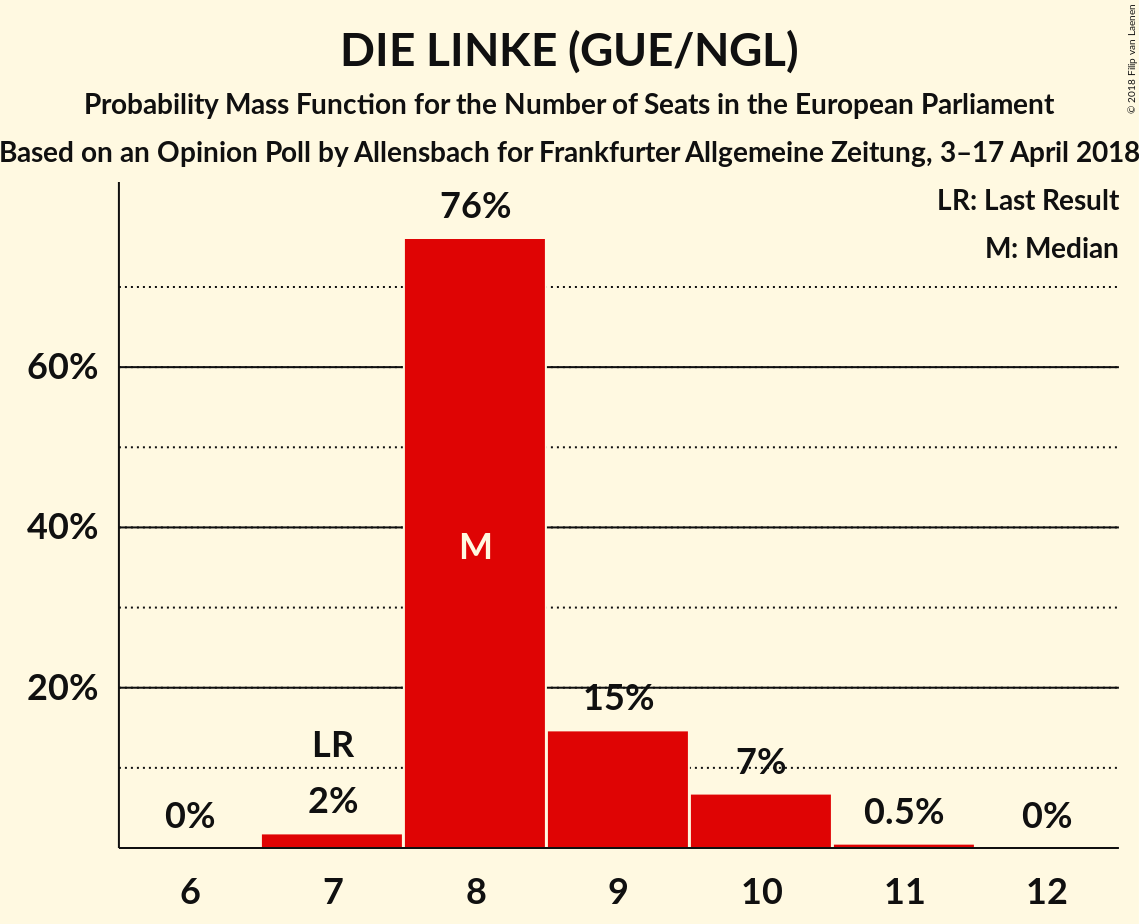 DIE LINKE (GUE/NGL)
Probability Mass Function for the Number of Seats in the European Parliament
Based on an Opinion Poll by Allensbach for Frankfurter Allgemeine Zeitung, 3–17 April 2018
© 2018 Filip van Laenen
LR: Last Result
M: Median
76%
60%
40%
M
20%
15%
LR
7%
2%
0%
0.5%
0%
6 7 8 9 10 11 12